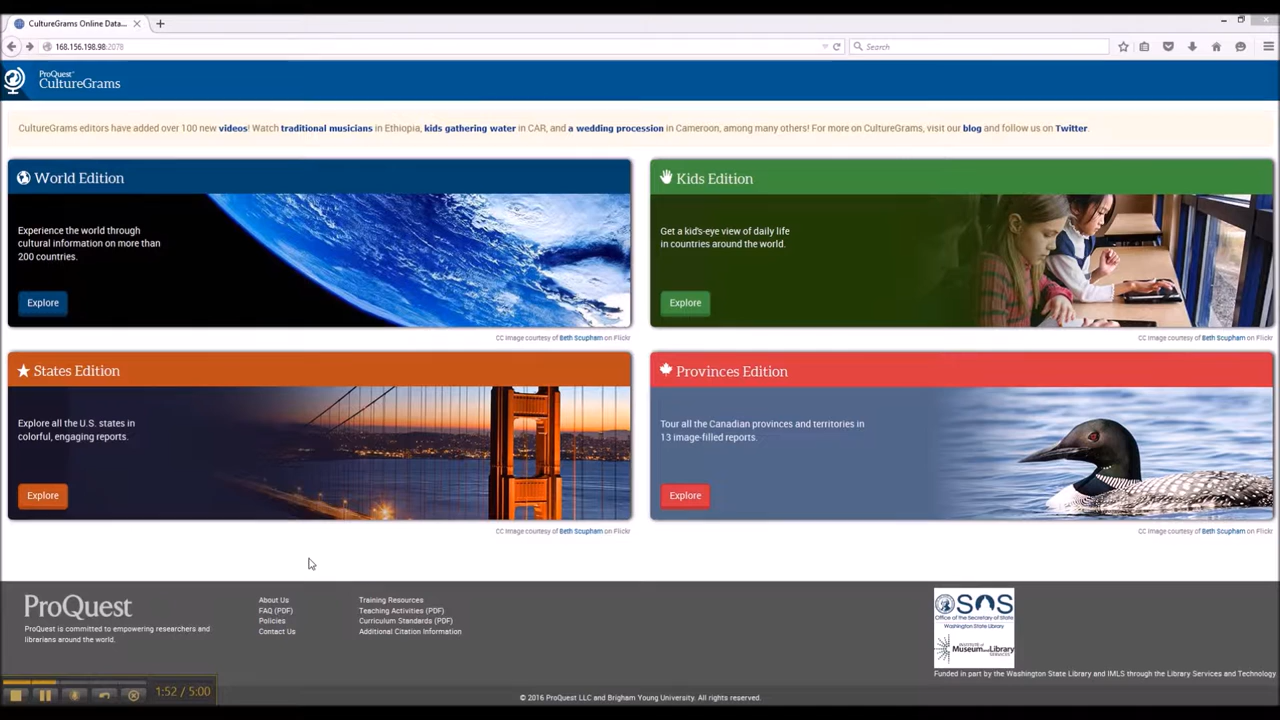 CultureGrams Online Data...
168.156.198.98:2078
Search
ProQuest
CultureGrams
CultureGrams editors have added over 100 new videos! Watch traditional musicians in Ethiopia, kids gathering water in CAR, and a wedding procession in Cameroon, among many others! For more on CultureGrams, visit our blog and follow us on Twitter.
World Edition
Experience the world through
cultural information on more than
200 countries.
Explore
CC Image courtesy of Beth Scupham on Flickr
Kids Edition
Get a kid's-eye view of daily life
in countries around the world.
Explore
CC Image courtesy of Beth Scupham on Flickr
States Edition
Explore all the U.S. states in
colorful, engaging reports.
Explore
CC Image courtesy of Beth Scupham on Flickr
Provinces Edition
Tour all the Canadian provinces and territories in
13 image-filled reports.
Explore
CC Image courtesy of Beth Scupham on Flickr
ProQuest
ProQuest is committed to empowering researchers and
librarians around the world.
About Us
FAQ (PDF)
Policies
Contact Us
Training Resources
Teaching Activities (PDF)
Curriculum Standards (PDF)
Additional Citation Information
SOS
Office of the Secretary of State
Washington State Library
INSTITUTE of
Museum and Library
SERVICES
Funded in part by the Washington State Library and IMLS through the Library Services and Technology
1:52 / 5:00
© 2016 ProQuest LLC and Brigham Young University. All rights reserved.